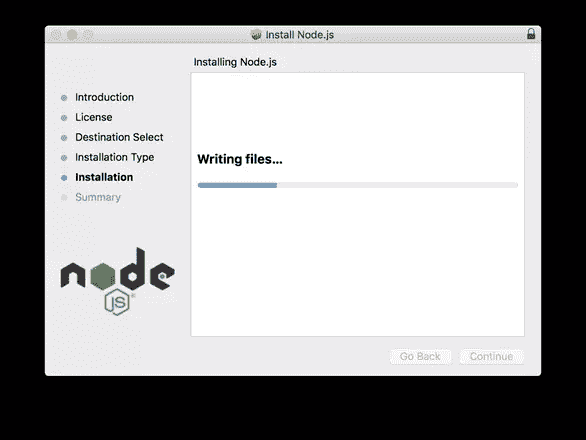 Install Node.js
Installing Node.js
Introduction
License
Destination Select
Installation Type
Installation
Summary
Writing files...
node
JS
Go Back
Continue